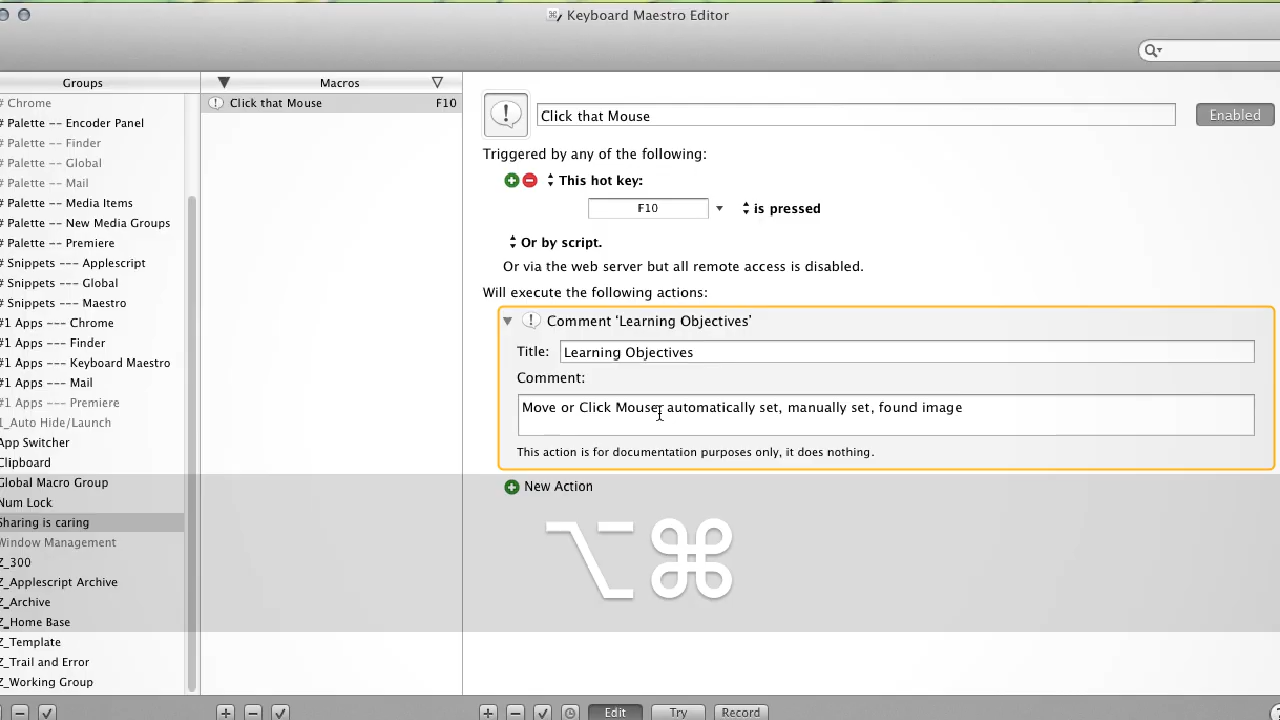 Keyboard Maestro Editor
Groups
Macros
# Chrome
# Palette -- Encoder Panel
# Palette -- Finder
# Palette -- Global
# Palette -- Mail
# Palette -- Media Items
# Palette -- New Media Groups
# Palette -- Premiere
# Snippets --- Applescript
# Snippets --- Global
# Snippets --- Maestro
#1 Apps --- Chrome
#1 Apps --- Finder
#1 Apps --- Keyboard Maestro
#1 Apps --- Mail
#1 Apps --- Premiere
1_Auto Hide/Launch
App Switcher
Clipboard
Global Macro Group
Num Lock
Sharing is caring
Window Management
Z_300
Z_Applescript Archive
Z_Archive
Z_Home Base
Z_Template
Z_Trail and Error
Z_Working Group
Click that Mouse F10
Click that Mouse
Enabled
Triggered by any of the following:
This hot key:
F10 is pressed
Or by script.
Or via the web server but all remote access is disabled.
Will execute the following actions:
Comment ‘Learning Objectives’
Title: Learning Objectives
Comment:
Move or Click Mouse: automatically set, manually set, found image
This action is for documentation purposes only, it does nothing.
New Action
⌥⌘
Edit Try Record